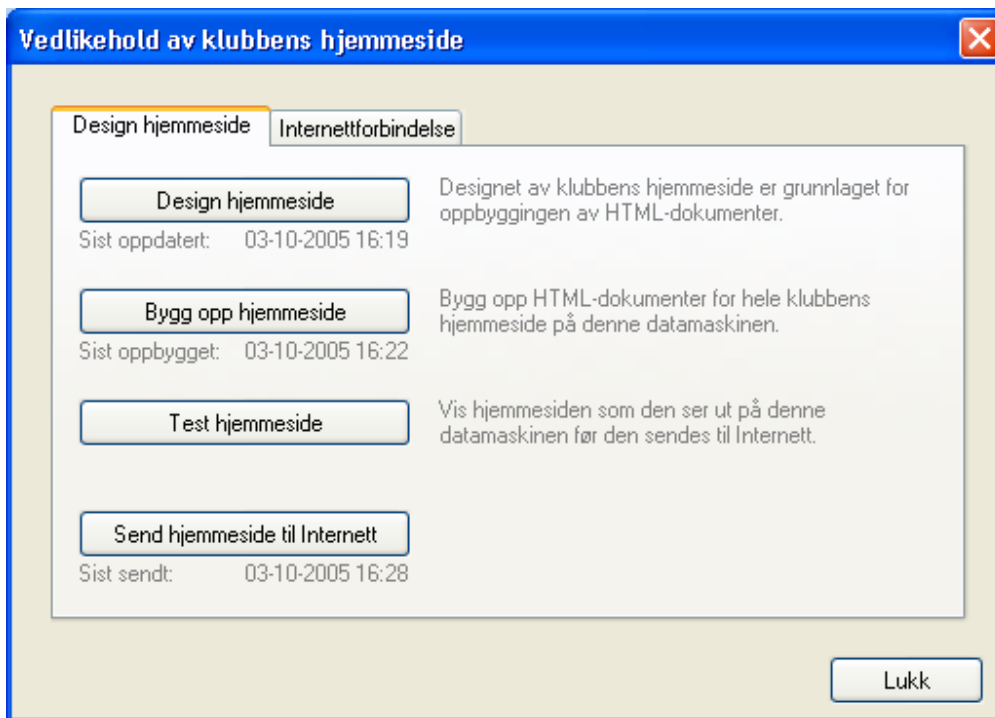 Vedlikehold av klubbens hjemmeside
Design hjemmeside
Internettforbindelse
Design hjemmeside
Designet av klubbens hjemmeside er grunnlaget for
oppbyggingen av HTML-dokumenter.
Sist oppdatert: 03-10-2005 16:19
Bygg opp hjemmeside
Bygg opp HTML-dokumenter for hele klubbens
hjemmeside på denne datamaskinen.
Sist oppbygget: 03-10-2005 16:22
Test hjemmeside
Vis hjemmesiden som den ser ut på denne
datamaskinen før den sendes til Internett.
Send hjemmeside til Internett
Sist sendt: 03-10-2005 16:28
Lukk